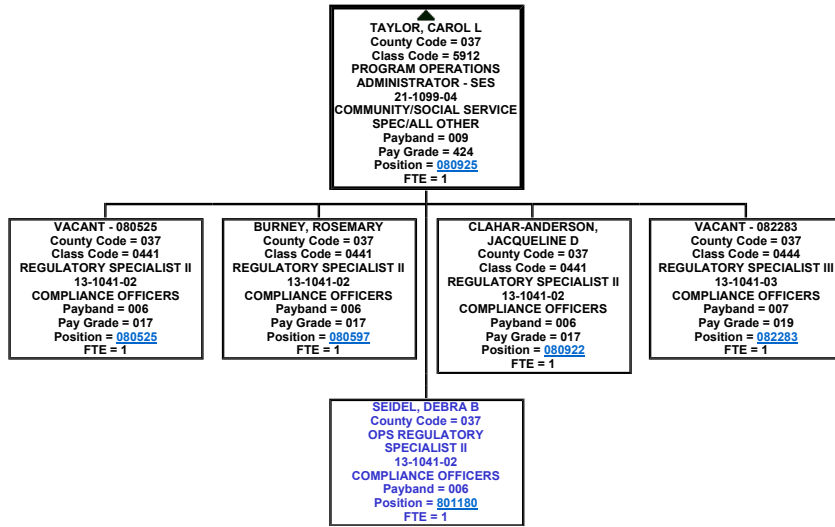 TAYLOR, CAROL L
County Code = 037
Class Code = 5912
PROGRAM OPERATIONS
ADMINISTRATOR - SES
21-1099-04
COMMUNITY/SOCIAL SERVICE
SPEC/ALL OTHER
Payband = 009
Pay Grade = 424
Position = 080925
FTE = 1
VACANT - 080525
County Code = 037
Class Code = 0441
REGULATORY SPECIALIST II
13-1041-02
COMPLIANCE OFFICERS
Payband = 006
Pay Grade = 017
Position = 080525
FTE = 1
BURNEY, ROSEMARY
County Code = 037
Class Code = 0441
REGULATORY SPECIALIST II
13-1041-02
COMPLIANCE OFFICERS
Payband = 006
Pay Grade = 017
Position = 080597
FTE = 1
CLAHAR-ANDERSON,
JACQUELINE D
County Code = 037
Class Code = 0441
REGULATORY SPECIALIST II
13-1041-02
COMPLIANCE OFFICERS
Payband = 006
Pay Grade = 017
Position = 080922
FTE = 1
VACANT - 082283
County Code = 037
Class Code = 0444
REGULATORY SPECIALIST III
13-1041-03
COMPLIANCE OFFICERS
Payband = 007
Pay Grade = 019
Position = 082283
FTE = 1
SEIDEL, DEBRA B
County Code = 037
OPS REGULATORY
SPECIALIST II
13-1041-02
COMPLIANCE OFFICERS
Payband = 006
Position = 801180
FTE = 1